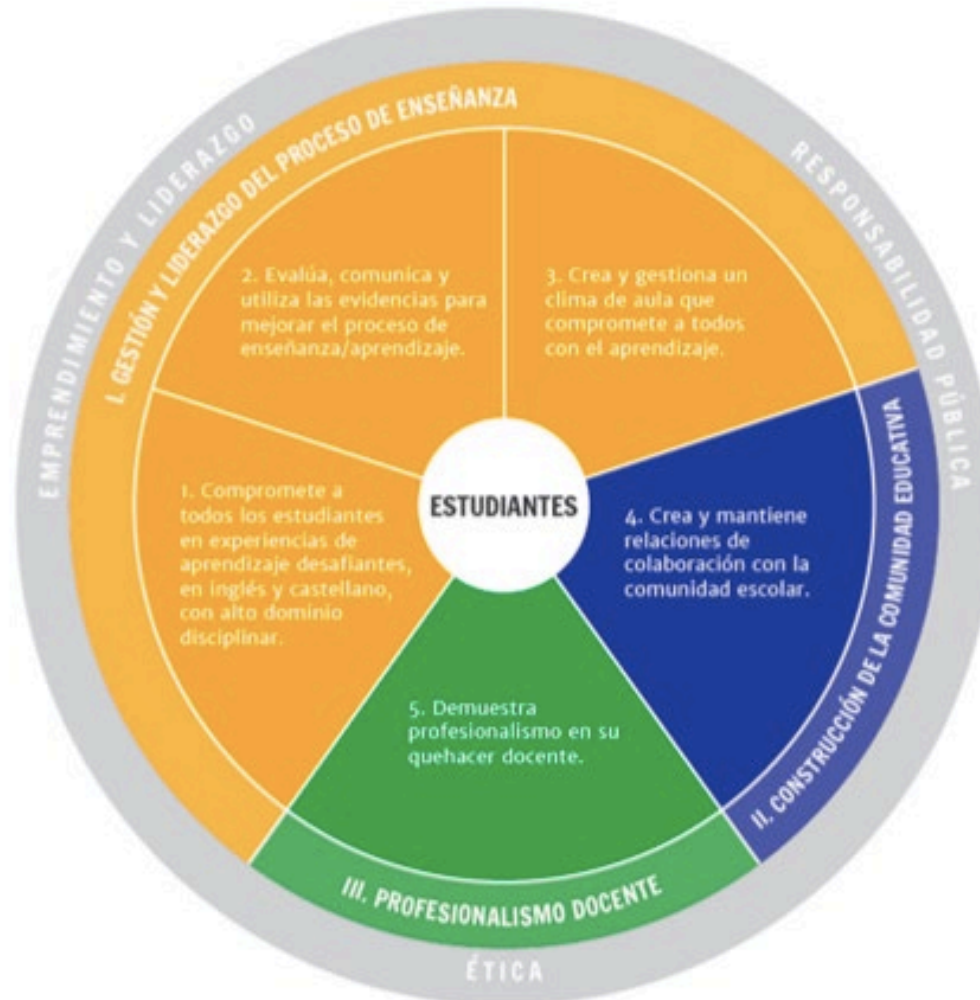 EMPRENDIMIENTO Y LIDERAZGO
RESPONSABILIDAD PÚBLICA
I. GESTIÓN Y LIDERAZGO DEL PROCESO DE ENSEÑANZA
2. Evalúa, comunica y
utiliza las evidencias para
mejorar el proceso de
enseñanza/aprendizaje.
3. Crea y gestiona un
clima de aula que
compromete a todos
con el aprendizaje.
1. Compromete a
todos los estudiantes
en experiencias de
aprendizaje desafiantes,
en inglés y castellano,
con alto dominio
disciplinar.
ESTUDIANTES
4. Crea y mantiene
relaciones de
colaboración con la
comunidad escolar.
II. CONSTRUCCIÓN DE LA COMUNIDAD EDUCATIVA
5. Demuestra
profesionalismo en su
quehacer docente.
III. PROFESIONALISMO DOCENTE
ÉTICA